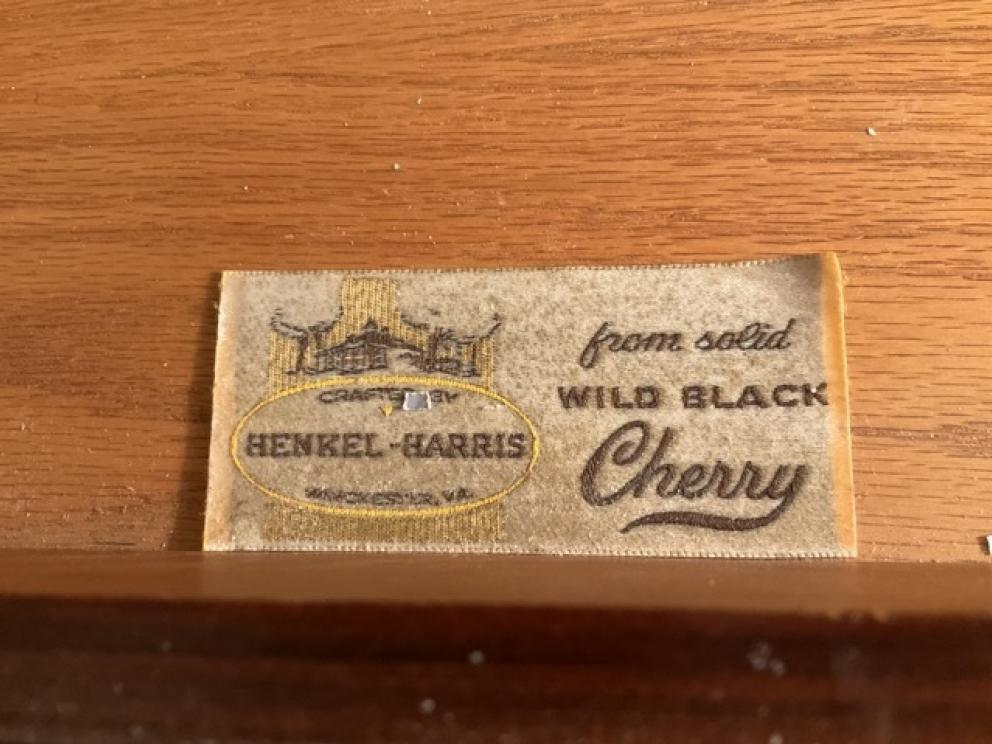 CRAFTED BY
HENKEL-HARRIS
WINCHESTER, VA.
from solid
WILD BLACK
Cherry